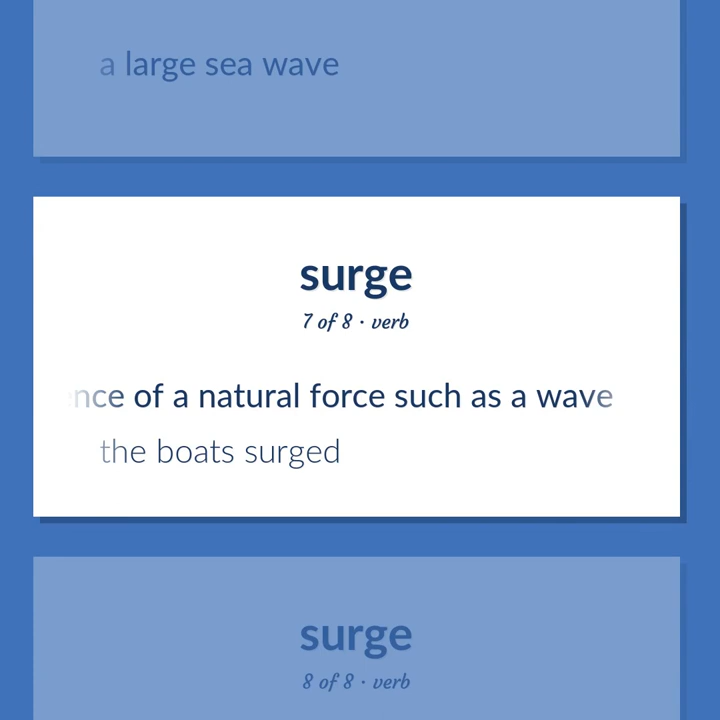 a large sea wave
surge
7 of 8 · verb
nce of a natural force such as a wave
the boats surged
surge
8 of 8 · verb